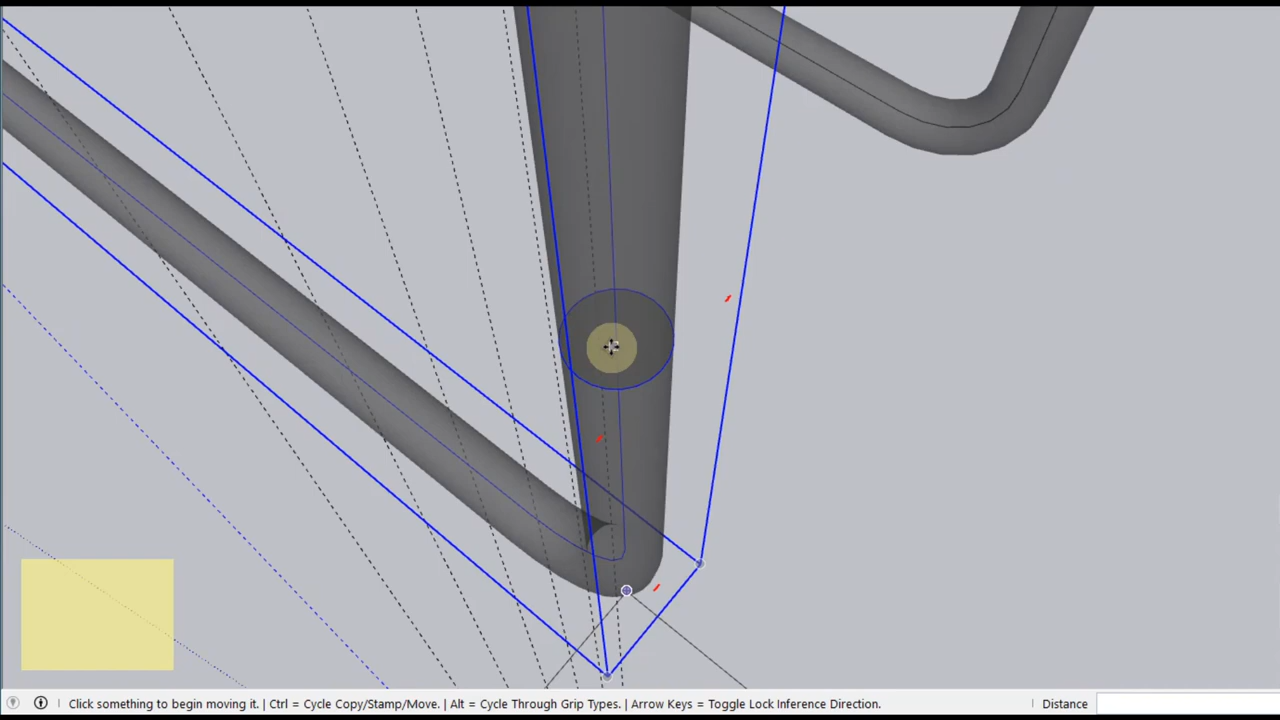 Click something to begin moving it. | Ctrl = Cycle Copy/Stamp/Move. | Alt = Cycle Through Grip Types. | Arrow Keys = Toggle Lock Inference Direction. Distance